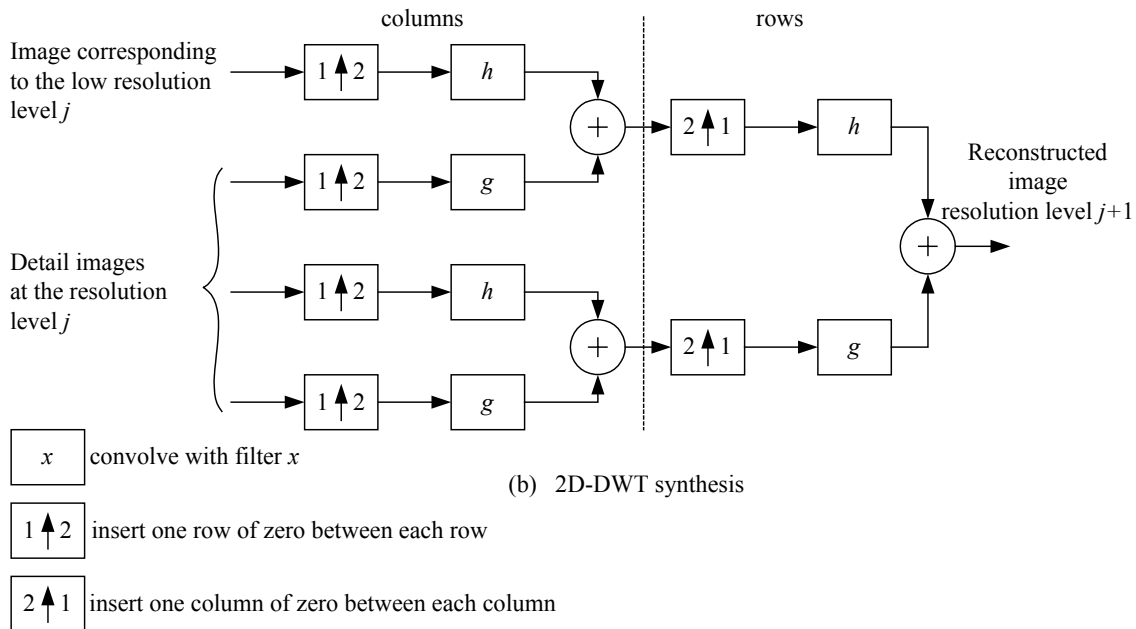 columns
rows
Image corresponding
to the low resolution
level j
1 2
h
+
2 1
h
1 2
g
Reconstructed
image
resolution level j+1
+
Detail images
at the resolution
level j
1 2
h
+
2 1
g
1 2
g
x convolve with filter x
(b) 2D-DWT synthesis
1 2 insert one row of zero between each row
2 1 insert one column of zero between each column